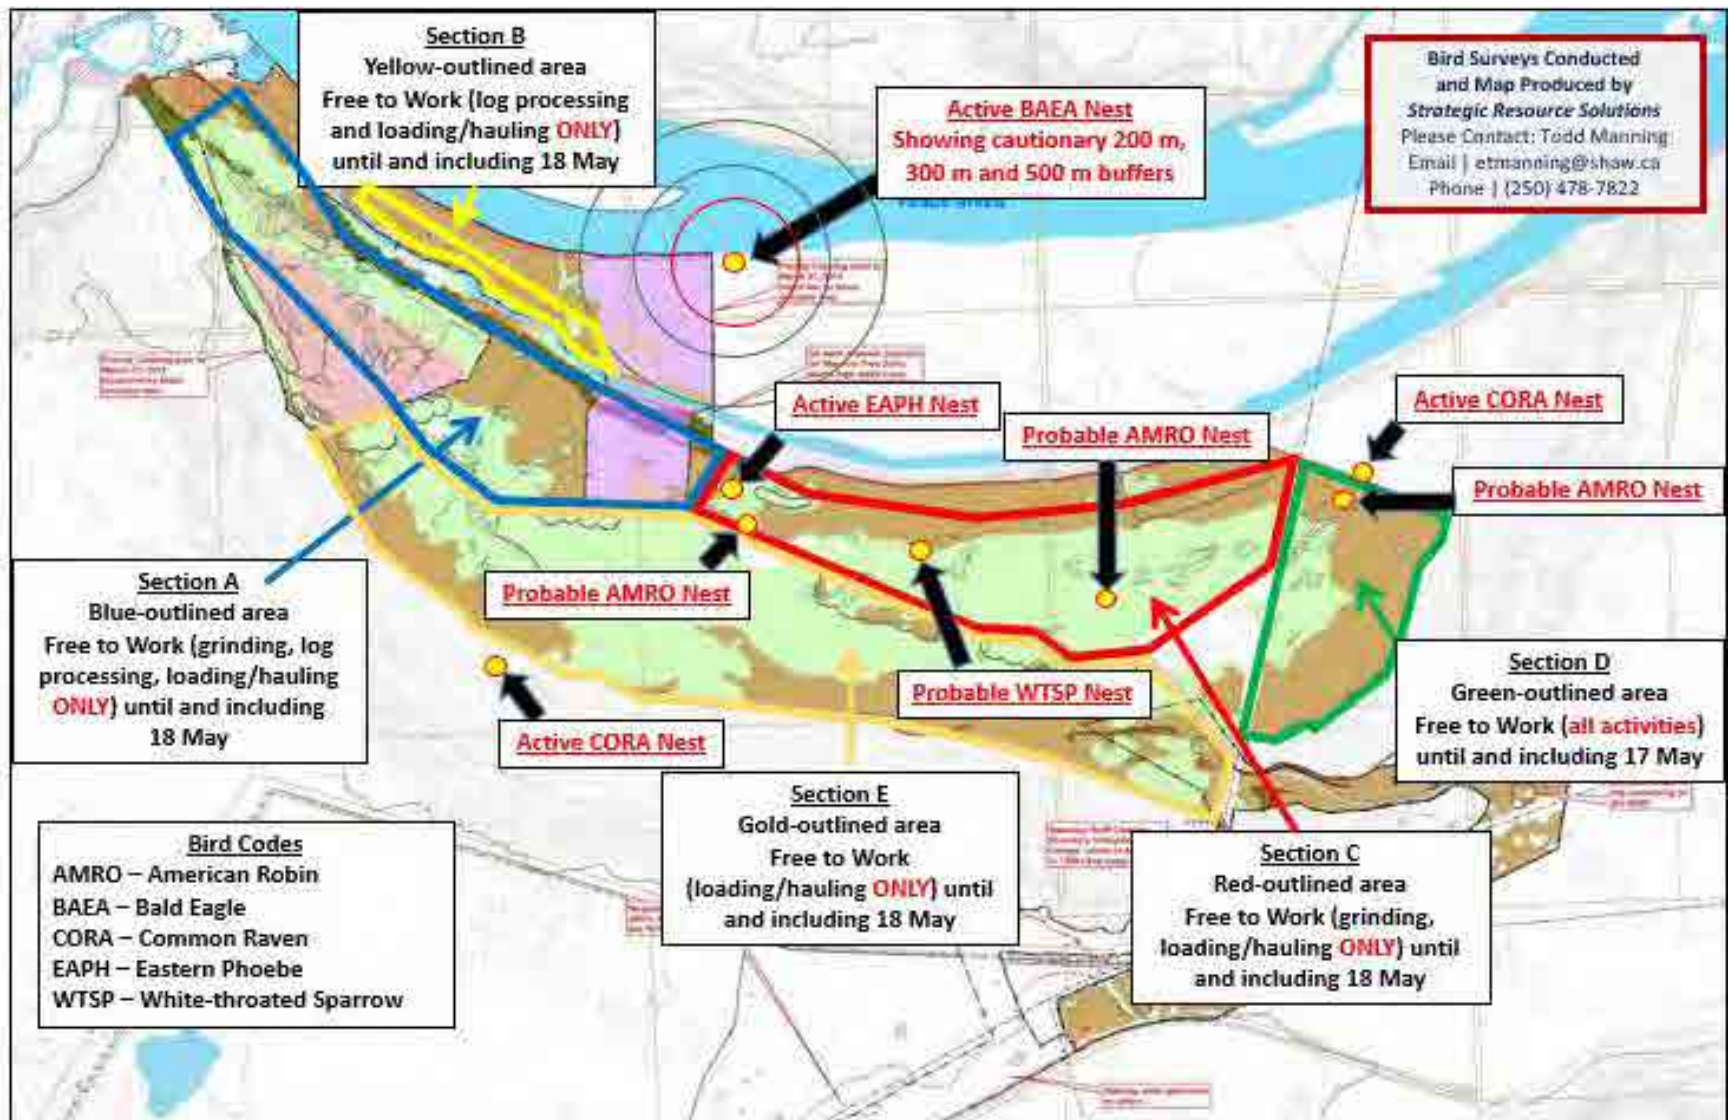 Section B
Yellow-outlined area
Free to Work (log processing
and loading/hauling ONLY)
until and including 18 May
Active BAEA Nest
Showing cautionary 200 m,
300 m and 500 m buffers
Bird Surveys Conducted
and Map Produced by
Strategic Resource Solutions
Please Contact: Todd Manning
Email | etmanning@shaw.ca
Phone | (250) 478-7822
Active EAPH Nest
Probable AMRO Nest
Active CORA Nest
Probable AMRO Nest
Section A
Blue-outlined area
Free to Work (grinding, log
processing, loading/hauling
ONLY) until and including
18 May
Probable AMRO Nest
Probable WTSP Nest
Active CORA Nest
Section D
Green-outlined area
Free to Work (all activities)
until and including 17 May
Section E
Gold-outlined area
Free to Work
(loading/hauling ONLY) until
and including 18 May
Section C
Red-outlined area
Free to Work (grinding,
loading/hauling ONLY) until
and including 18 May
Bird Codes
AMRO – American Robin
BAEA – Bald Eagle
CORA – Common Raven
EAPH – Eastern Phoebe
WTSP – White-throated Sparrow